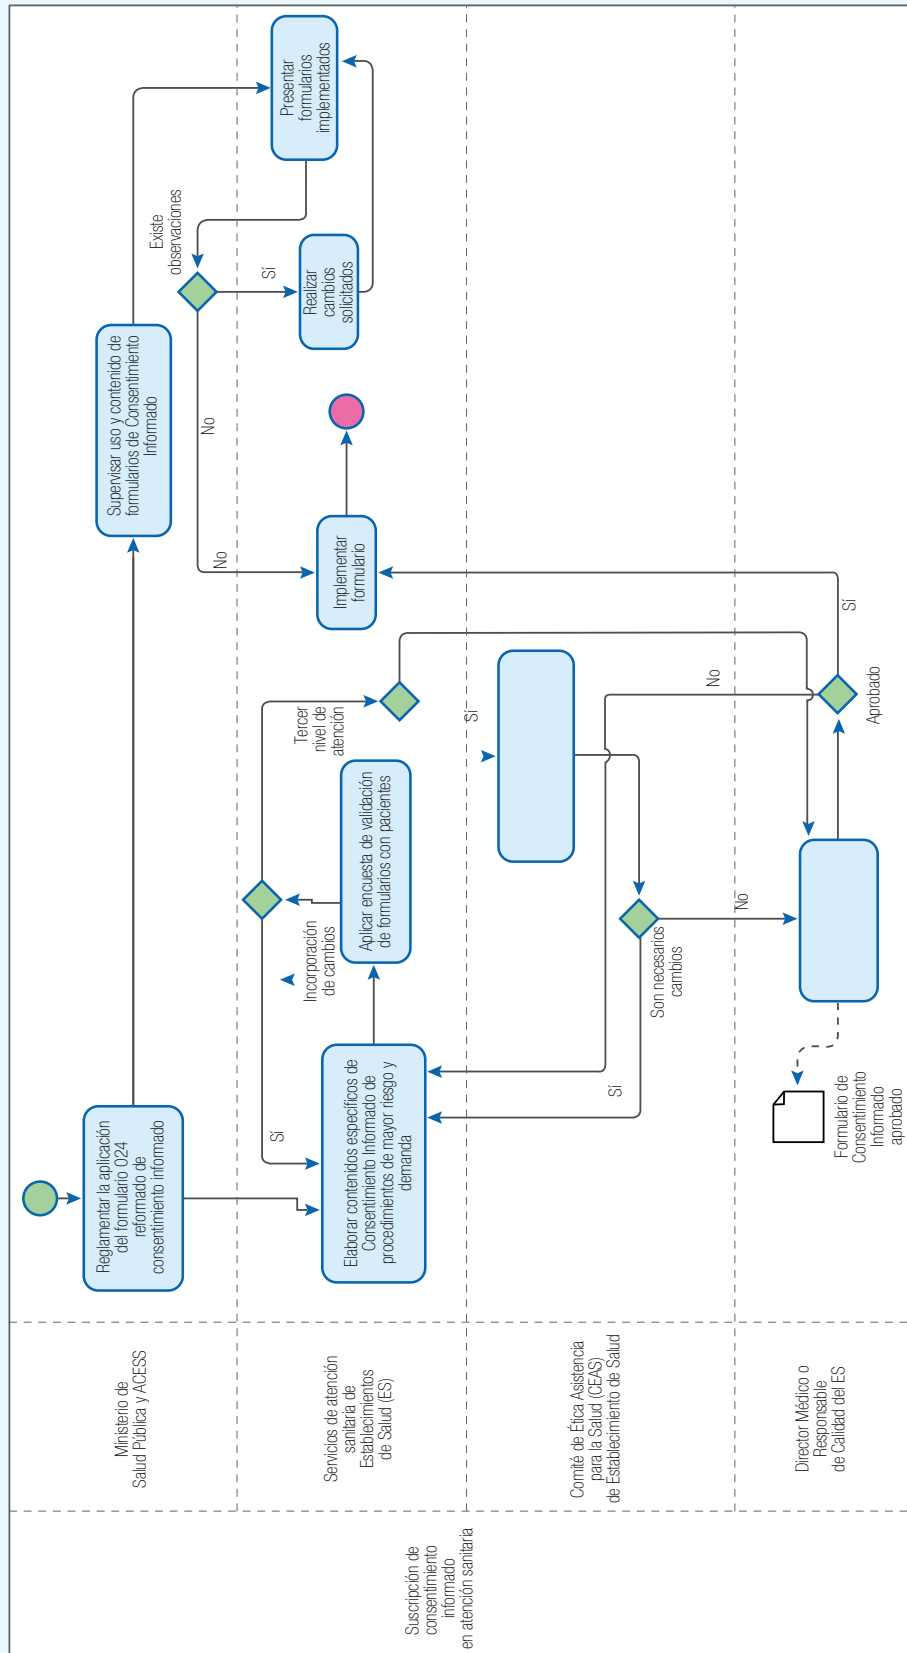 Suscripción de
consentimiento
informado
en atención sanitaria
Ministerio de
Salud Pública y ACESS
Reglamentar la aplicación
del formulario 024
reformado de
consentimiento informado
Supervisar uso y contenido de
formularios de Consentimiento
Informado
Existe
observaciones
No
No
Sí
Servicios de atención
sanitaria de
Establecimientos
de Salud (ES)
Sí
Elaborar contenidos específicos de
Consentimiento Informado de
procedimientos de mayor riesgo y
demanda
Incorporación
de cambios
Aplicar encuesta de validación
de formularios con pacientes
Tercer
nivel de
atención
Implementar
formulario
Realizar
cambios
solicitados
Presentar
formularios
implementados
Comité de Ética Asistencia
para la Salud (CEAS)
de Establecimiento de Salud
Sí
Sí
Son necesarios
cambios
No
No
Director Médico o
Responsable
de Calidad del ES
Formulario de
Consentimiento
Informado
aprobado
Aprobado
Sí